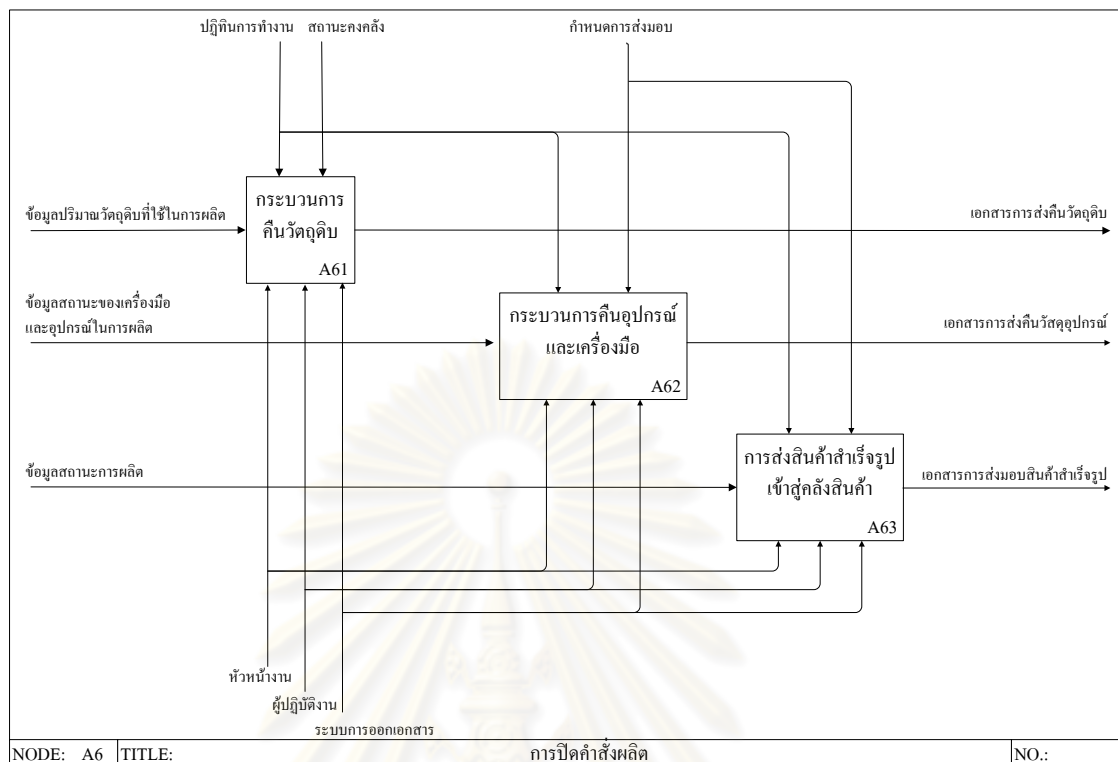 ปฏิทินการทำงาน
สถานะคงคลัง
กำหนดการส่งมอบ
กระบวนการ
คืนวัตถุดิบ
A61
ข้อมูลปริมาณวัตถุดิบที่ใช้ในการผลิต
เอกสารการส่งคืนวัตถุดิบ
ข้อมูลสถานะของเครื่องมือ
และอุปกรณ์ในการผลิต
กระบวนการคืนอุปกรณ์
และเครื่องมือ
A62
เอกสารการส่งคืนวัสดุอุปกรณ์
ข้อมูลสถานะการผลิต
การส่งสินค้าสำเร็จรูป
เข้าสู่คลังสินค้า
A63
เอกสารการส่งมอบสินค้าสำเร็จรูป
หัวหน้างาน
ผู้ปฏิบัติงาน
ระบบการออกเอกสาร
NODE: A6 TITLE: การปิดคำสั่งผลิต NO.: